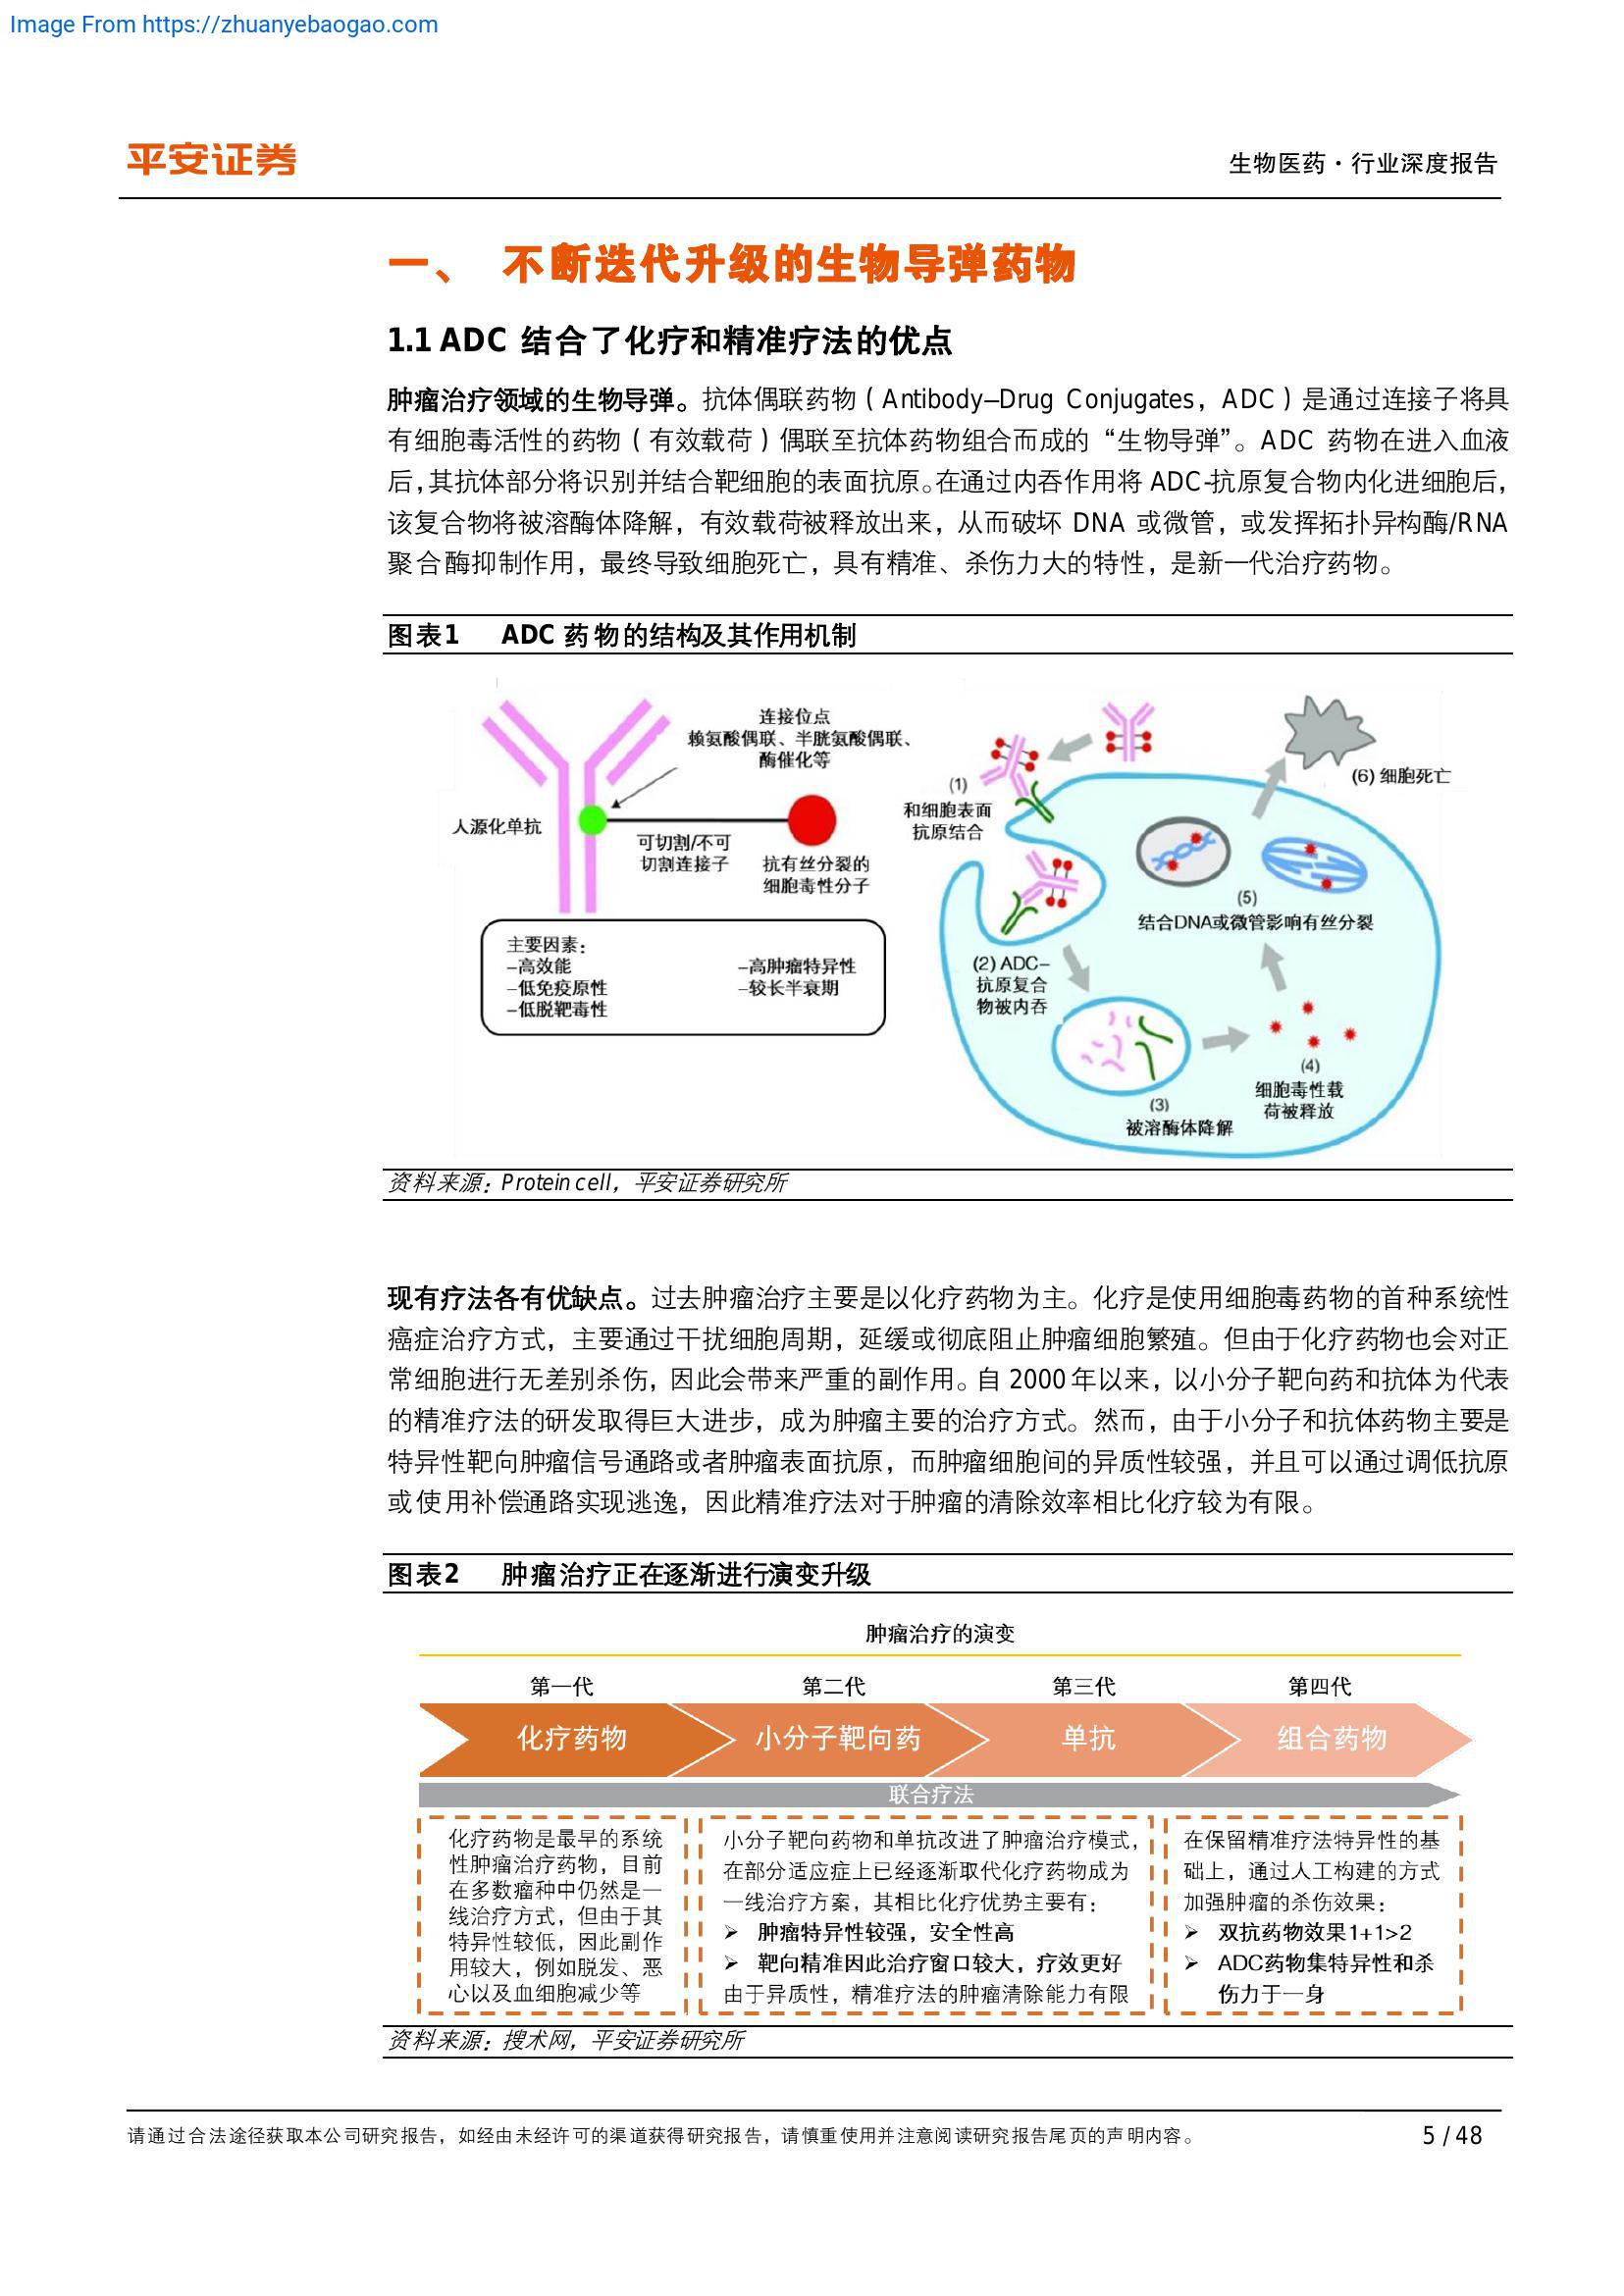 Image From https://zhuanyebaogao.com
平安证券
生物医药·行业深度报告
一、 不断迭代升级的生物导弹药物
1.1 ADC 结合了化疗和精准疗法的优点
肿瘤治疗领域的生物导弹。抗体偶联药物（Antibody–Drug Conjugates，ADC）是通过连接子将具
有细胞毒活性的药物（有效载荷）偶联至抗体药物组合而成的“生物导弹”。ADC 药物在进入血液
后，其抗体部分将识别并结合靶细胞的表面抗原。在通过内吞作用将 ADC-抗原复合物内化进细胞后，
该复合物将被溶酶体降解，有效载荷被释放出来，从而破坏 DNA 或微管，或发挥拓扑异构酶/RNA
聚合酶抑制作用，最终导致细胞死亡，具有精准、杀伤力大的特性，是新一代治疗药物。
图表1 ADC 药物的结构及其作用机制
连接位点
赖氨酸偶联、半胱氨酸偶联、
酶催化等
人源化单抗
可切割/不可
切割连接子
抗有丝分裂的
细胞毒性分子
主要因素：
–高效能
–低免疫原性
–低脱靶毒性
–高肿瘤特异性
–较长半衰期
(1)
和细胞表面
抗原结合
(2) ADC–
抗原复合
物被内吞
(3)
被溶酶体降解
(4)
细胞毒性载
荷被释放
(5)
结合DNA或微管影响有丝分裂
(6) 细胞死亡
资料来源：Protein cell，平安证券研究所
现有疗法各有优缺点。过去肿瘤治疗主要是以化疗药物为主。化疗是使用细胞毒药物的首种系统性
癌症治疗方式，主要通过干扰细胞周期，延缓或彻底阻止肿瘤细胞繁殖。但由于化疗药物也会对正
常细胞进行无差别杀伤，因此会带来严重的副作用。自 2000 年以来，以小分子靶向药和抗体为代表
的精准疗法的研发取得巨大进步，成为肿瘤主要的治疗方式。然而，由于小分子和抗体药物主要是
特异性靶向肿瘤信号通路或者肿瘤表面抗原，而肿瘤细胞间的异质性较强，并且可以通过调低抗原
或使用补偿通路实现逃逸，因此精准疗法对于肿瘤的清除效率相比化疗较为有限。
图表2 肿瘤治疗正在逐渐进行演变升级
肿瘤治疗的演变
第一代 第二代 第三代 第四代
化疗药物 小分子靶向药 单抗 组合药物
联合疗法
化疗药物是最早的系统
性肿瘤治疗药物，目前
在多数瘤种中仍然是一
线治疗方式，但由于其
特异性较低，因此副作
用较大，例如脱发、恶
心以及血细胞减少等
小分子靶向药物和单抗改进了肿瘤治疗模式，
在部分适应症上已经逐渐取代化疗药物成为
一线治疗方案，其相比化疗优势主要有：
➢ 肿瘤特异性较强，安全性高
➢ 靶向精准因此治疗窗口较大，疗效更好
由于异质性，精准疗法的肿瘤清除能力有限
在保留精准疗法特异性的基
础上，通过人工构建的方式
加强肿瘤的杀伤效果：
➢ 双抗药物效果1+1>2
➢ ADC药物集特异性和杀
伤力于一身
资料来源：搜术网，平安证券研究所
请通过合法途径获取本公司研究报告，如经由未经许可的渠道获得研究报告，请慎重使用并注意阅读研究报告尾页的声明内容。
5 / 48